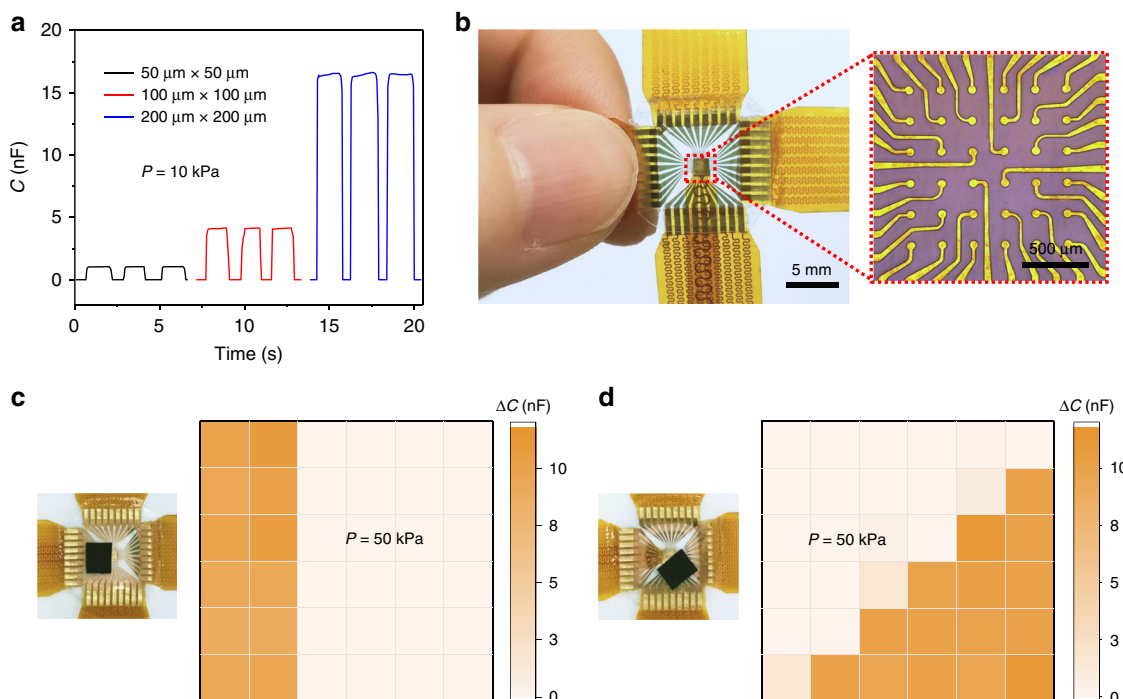 a
C (nF)
20
15
10
5
0
50 μm × 50 μm
100 μm × 100 μm
200 μm × 200 μm
P = 10 kPa
0
5
10
15
20
Time (s)
b
5 mm
500 μm
c
P = 50 kPa
ΔC (nF)
10
8
5
3
0
d
P = 50 kPa
ΔC (nF)
10
8
5
3
0